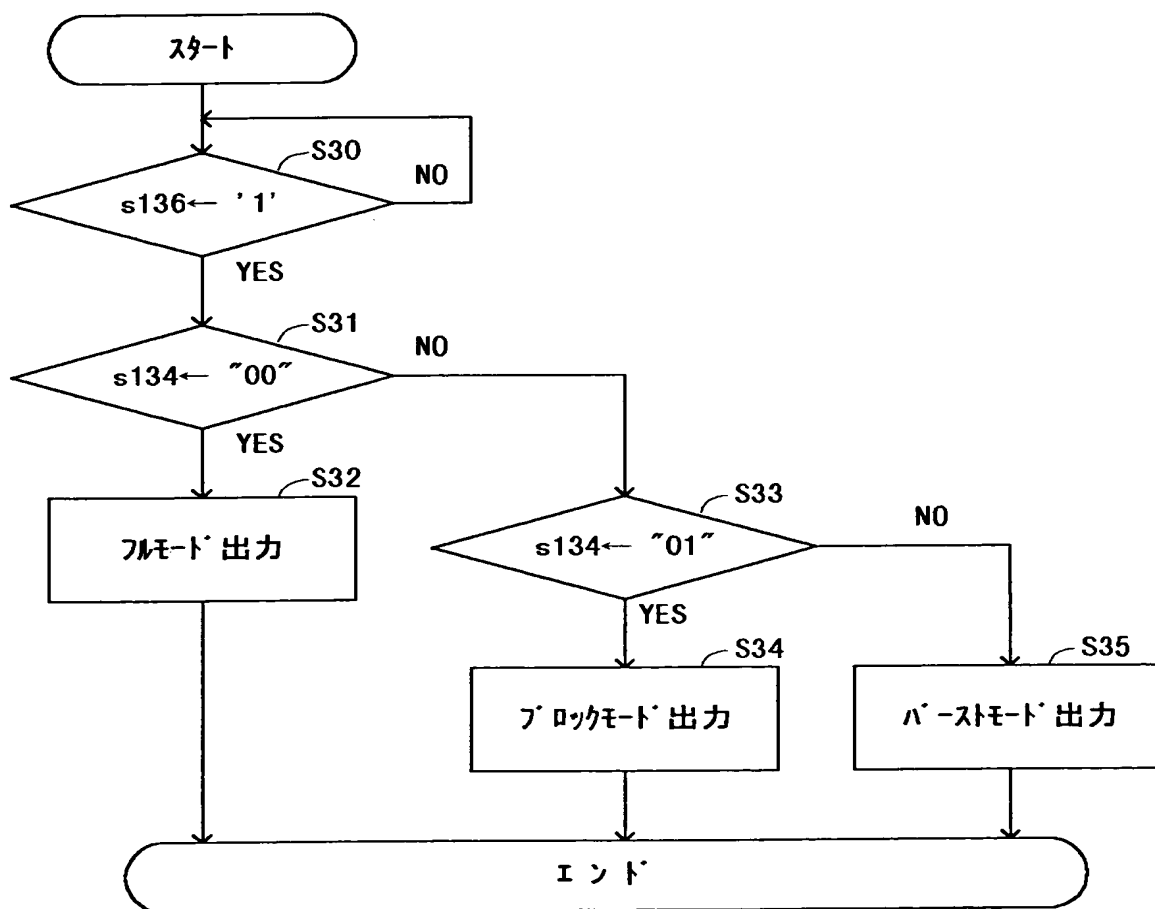 スタート
S30
NO
s136← '1'
YES
S31
NO
s134← "00"
YES
S32
S33
NO
フルモード出力
s134← "01"
YES
S34
S35
ブロックモード出力
バーストモード出力
エンド